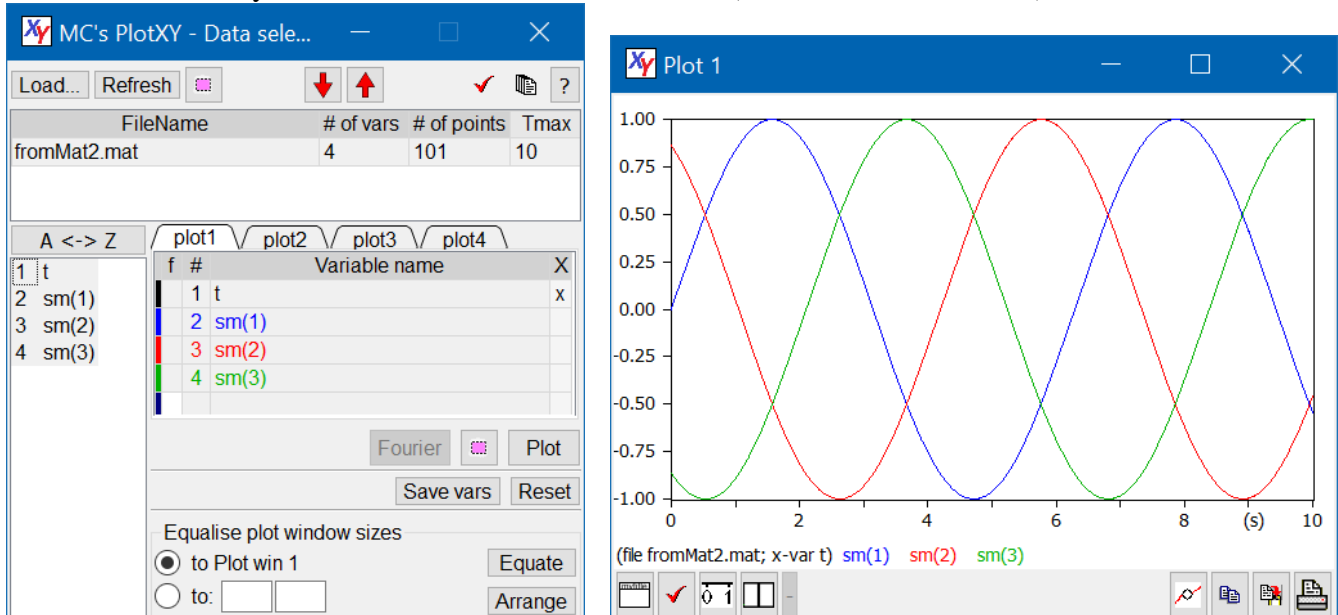 Xy MC's PlotXY - Data sele...
Load... Refresh ?
FileName # of vars # of points Tmax
fromMat2.mat 4 101 10
A <-> Z plot1 plot2 plot3 plot4
1 t
2 sm(1)
3 sm(2)
4 sm(3)
f # Variable name X
1 t x
2 sm(1)
3 sm(2)
4 sm(3)
Fourier Plot
Save vars Reset
Equalise plot window sizes
to Plot win 1 Equate
to: Arrange
Xy Plot 1
1.00
0.75
0.50
0.25
0.00
-0.25
-0.50
-0.75
-1.00
0 2 4 6 8 (s) 10
(file fromMat2.mat; x-var t) sm(1) sm(2) sm(3)
0 1